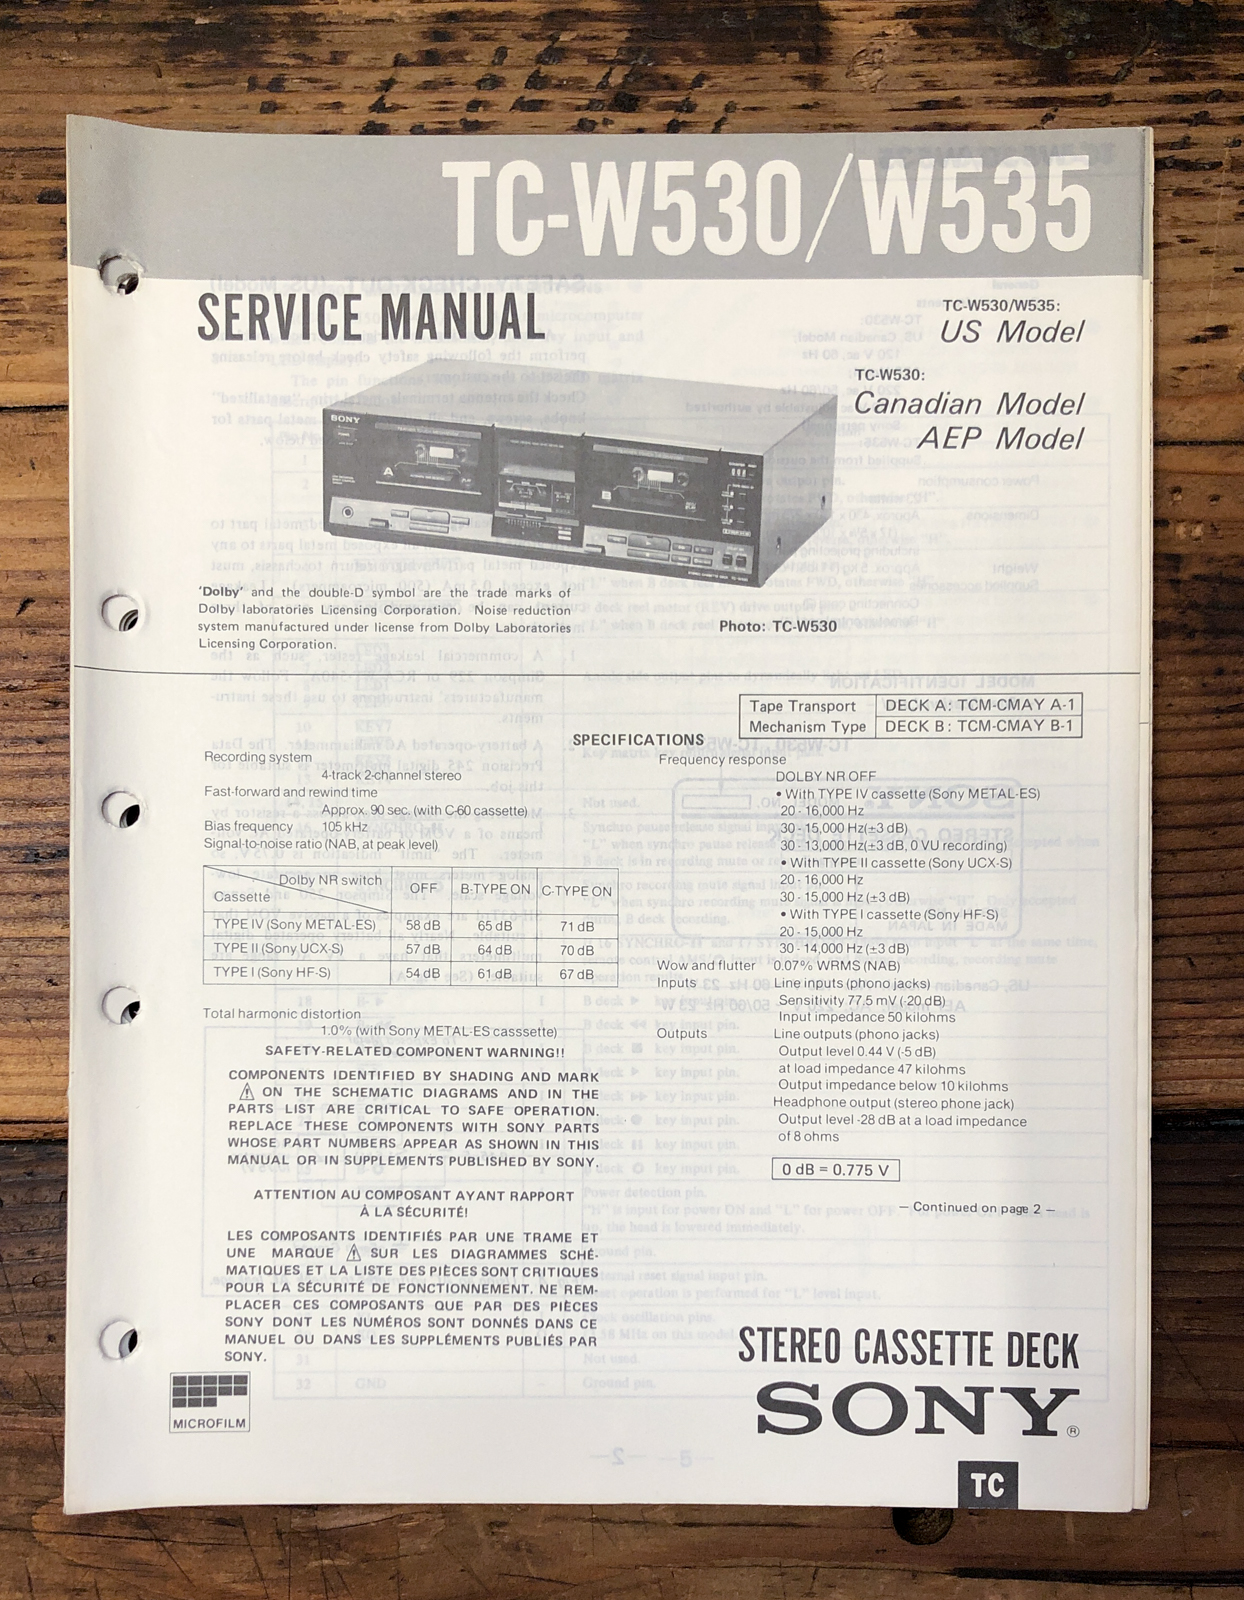 TC-W530/W535
SERVICE MANUAL
TC-W530/W535:
US Model
TC-W530:
Canadian Model
AEP Model
SONY
A
B
'Dolby' and the double-D symbol are the trade marks of
Dolby laboratories Licensing Corporation. Noise reduction
system manufactured under license from Dolby Laboratories
Licensing Corporation.
Photo: TC-W530
Tape Transport DECK A: TCM-CMAY A-1
Mechanism Type DECK B: TCM-CMAY B-1
SPECIFICATIONS
Recording system
4-track 2-channel stereo
Fast-forward and rewind time
Approx. 90 sec. (with C-60 cassette)
Bias frequency 105 kHz
Signal-to-noise ratio (NAB, at peak level)
Dolby NR switch OFF B-TYPE ON C-TYPE ON
Cassette
TYPE IV (Sony METAL-ES) 58 dB 65 dB 71 dB
TYPE II (Sony UCX-S) 57 dB 64 dB 70 dB
TYPE I (Sony HF-S) 54 dB 61 dB 67 dB
Total harmonic distortion
1.0% (with Sony METAL-ES casssette)
SAFETY-RELATED COMPONENT WARNING!!
COMPONENTS IDENTIFIED BY SHADING AND MARK
⚠ ON THE SCHEMATIC DIAGRAMS AND IN THE
PARTS LIST ARE CRITICAL TO SAFE OPERATION.
REPLACE THESE COMPONENTS WITH SONY PARTS
WHOSE PART NUMBERS APPEAR AS SHOWN IN THIS
MANUAL OR IN SUPPLEMENTS PUBLISHED BY SONY.
ATTENTION AU COMPOSANT AYANT RAPPORT
À LA SÉCURITÉ!
LES COMPOSANTS IDENTIFIÉS PAR UNE TRAME ET
UNE MARQUE ⚠ SUR LES DIAGRAMMES SCHÉ-
MATIQUES ET LA LISTE DES PIÈCES SONT CRITIQUES
POUR LA SÉCURITÉ DE FONCTIONNEMENT. NE REM-
PLACER CES COMPOSANTS QUE PAR DES PIÈCES
SONY DONT LES NUMÉROS SONT DONNÉS DANS CE
MANUEL OU DANS LES SUPPLÉMENTS PUBLIÉS PAR
SONY.
Frequency response
DOLBY NR OFF
• With TYPE IV cassette (Sony METAL-ES)
20 - 16,000 Hz
30 - 15,000 Hz(±3 dB)
30 - 13,000 Hz(±3 dB, 0 VU recording)
• With TYPE II cassette (Sony UCX-S)
20 - 16,000 Hz
30 - 15,000 Hz (±3 dB)
• With TYPE I cassette (Sony HF-S)
20 - 15,000 Hz
30 - 14,000 Hz (±3 dB)
Wow and flutter 0.07% WRMS (NAB)
Inputs Line inputs (phono jacks)
Sensitivity 77.5 mV (-20 dB)
Input impedance 50 kilohms
Outputs Line outputs (phono jacks)
Output level 0.44 V (-5 dB)
at load impedance 47 kilohms
Output impedance below 10 kilohms
Headphone output (stereo phone jack)
Output level -28 dB at a load impedance
of 8 ohms
0 dB = 0.775 V
— Continued on page 2 —
MICROFILM
STEREO CASSETTE DECK
SONY®
TC